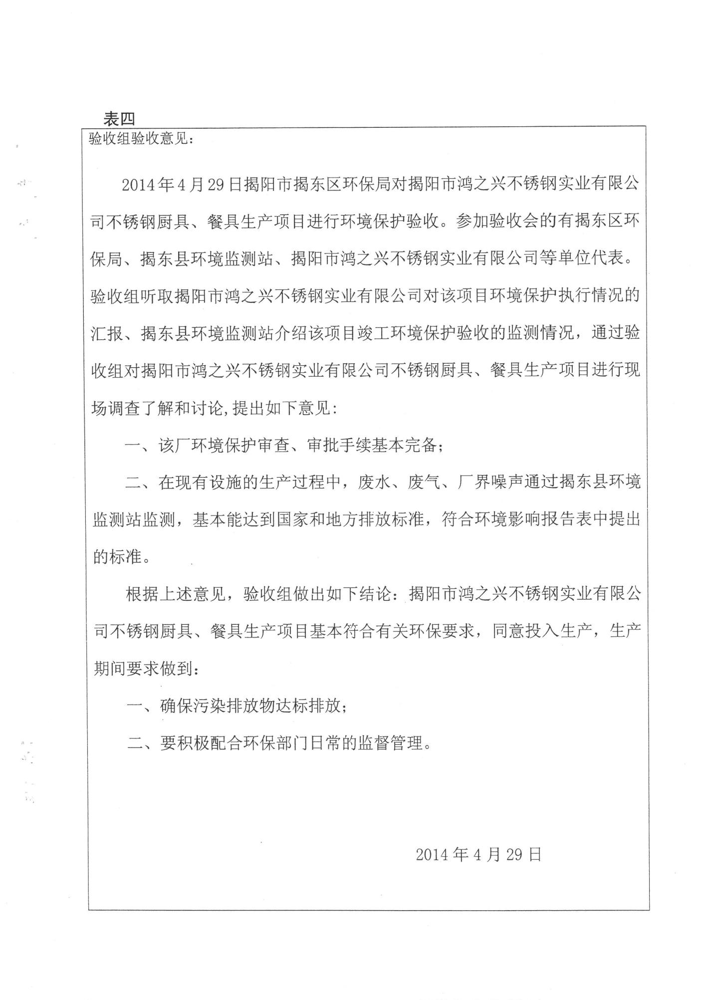 表四
验收组验收意见：
2014年4月29日揭阳市揭东区环保局对揭阳市鸿之兴不锈钢实业有限公
司不锈钢厨具、餐具生产项目进行环境保护验收。参加验收会的有揭东区环
保局、揭东县环境监测站、揭阳市鸿之兴不锈钢实业有限公司等单位代表。
验收组听取揭阳市鸿之兴不锈钢实业有限公司对该项目环境保护执行情况的
汇报、揭东县环境监测站介绍该项目竣工环境保护验收的监测情况，通过验
收组对揭阳市鸿之兴不锈钢实业有限公司不锈钢厨具、餐具生产项目进行现
场调查了解和讨论,提出如下意见:
一、该厂环境保护审查、审批手续基本完备；
二、在现有设施的生产过程中，废水、废气、厂界噪声通过揭东县环境
监测站监测，基本能达到国家和地方排放标准，符合环境影响报告表中提出
的标准。
根据上述意见，验收组做出如下结论：揭阳市鸿之兴不锈钢实业有限公
司不锈钢厨具、餐具生产项目基本符合有关环保要求，同意投入生产，生产
期间要求做到：
一、确保污染排放物达标排放；
二、要积极配合环保部门日常的监督管理。
2014 年 4 月 29 日